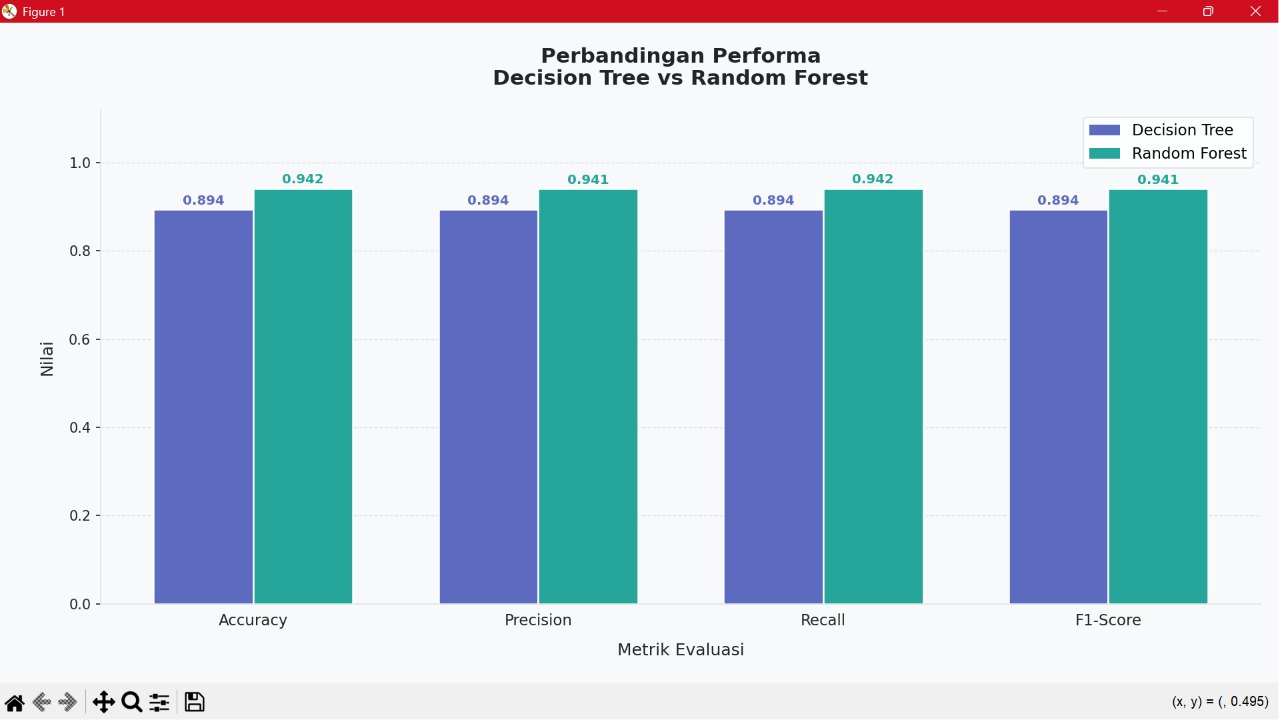 Figure 1
Perbandingan Performa
Decision Tree vs Random Forest
Decision Tree
Random Forest
1.0
0.8
0.6
0.4
0.2
0.0
Nilai
0.894
0.942
0.894
0.941
0.894
0.942
0.894
0.941
Accuracy
Precision
Recall
F1-Score
Metrik Evaluasi
(x, y) = (, 0.495)